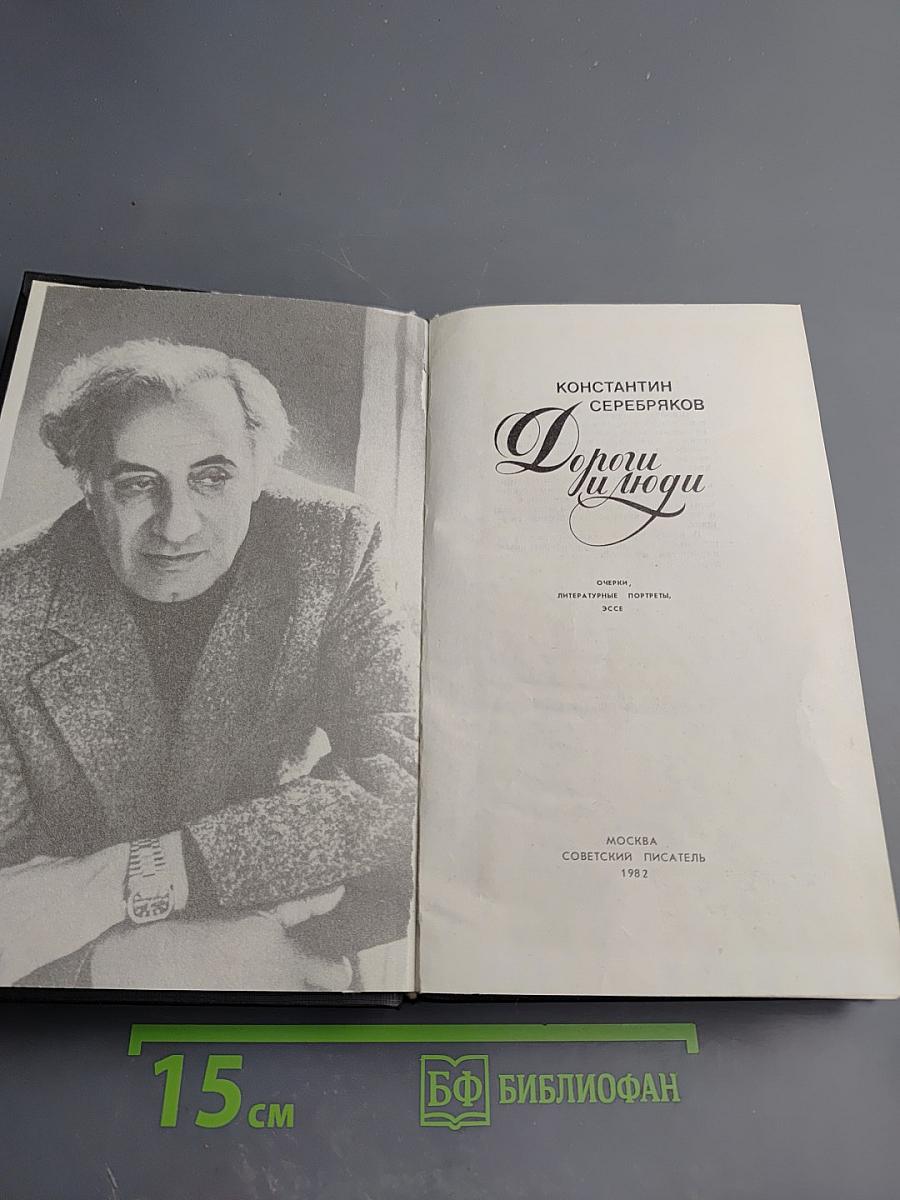 КОНСТАНТИН
СЕРЕБРЯКОВ
Дороги
и люди
ОЧЕРКИ,
ЛИТЕРАТУРНЫЕ ПОРТРЕТЫ,
ЭССЕ
МОСКВА
СОВЕТСКИЙ ПИСАТЕЛЬ
1982
15 см
БФ БИБЛИОФАН